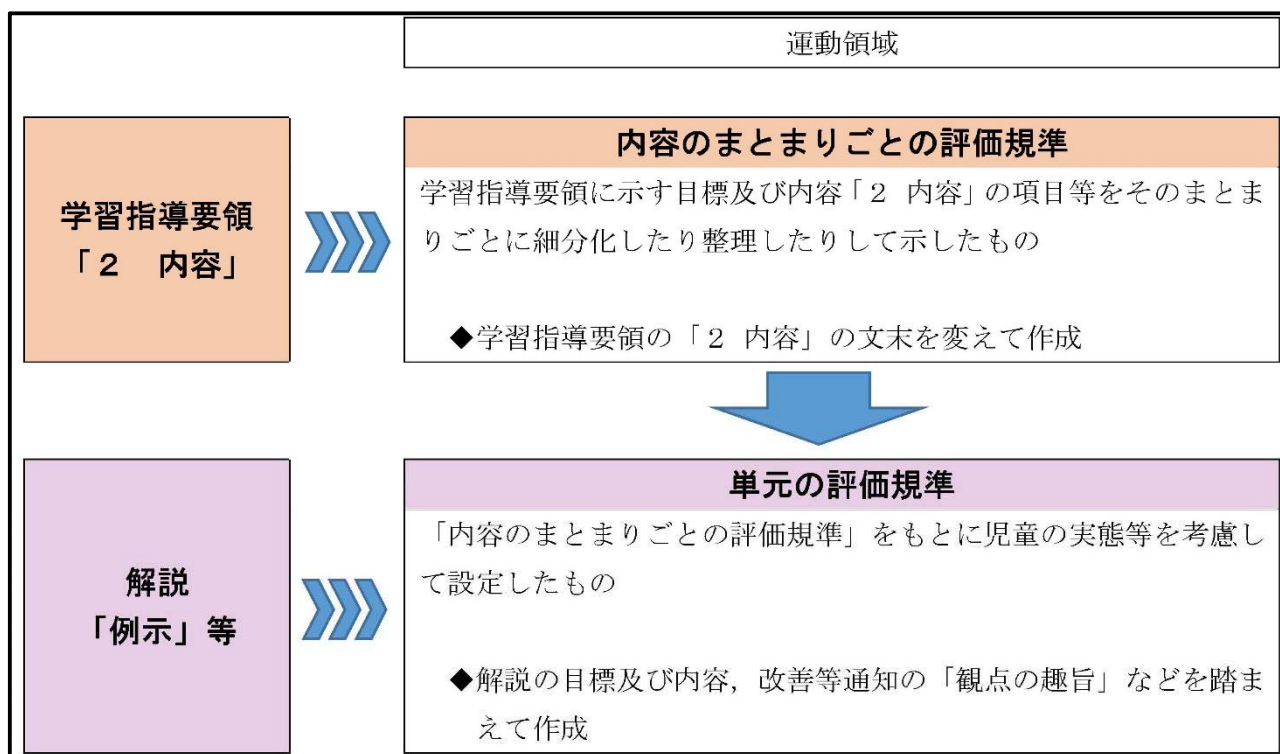 運動領域
学習指導要領
「２　内容」
内容のまとまりごとの評価規準
学習指導要領に示す目標及び内容「２　内容」の項目等をそのまとま
りごとに細分化したり整理したりして示したもの
◆学習指導要領の「２　内容」の文末を変えて作成
解説
「例示」等
単元の評価規準
「内容のまとまりごとの評価規準」をもとに児童の実態等を考慮し
て設定したもの
◆解説の目標及び内容，改善等通知の「観点の趣旨」などを踏ま
えて作成